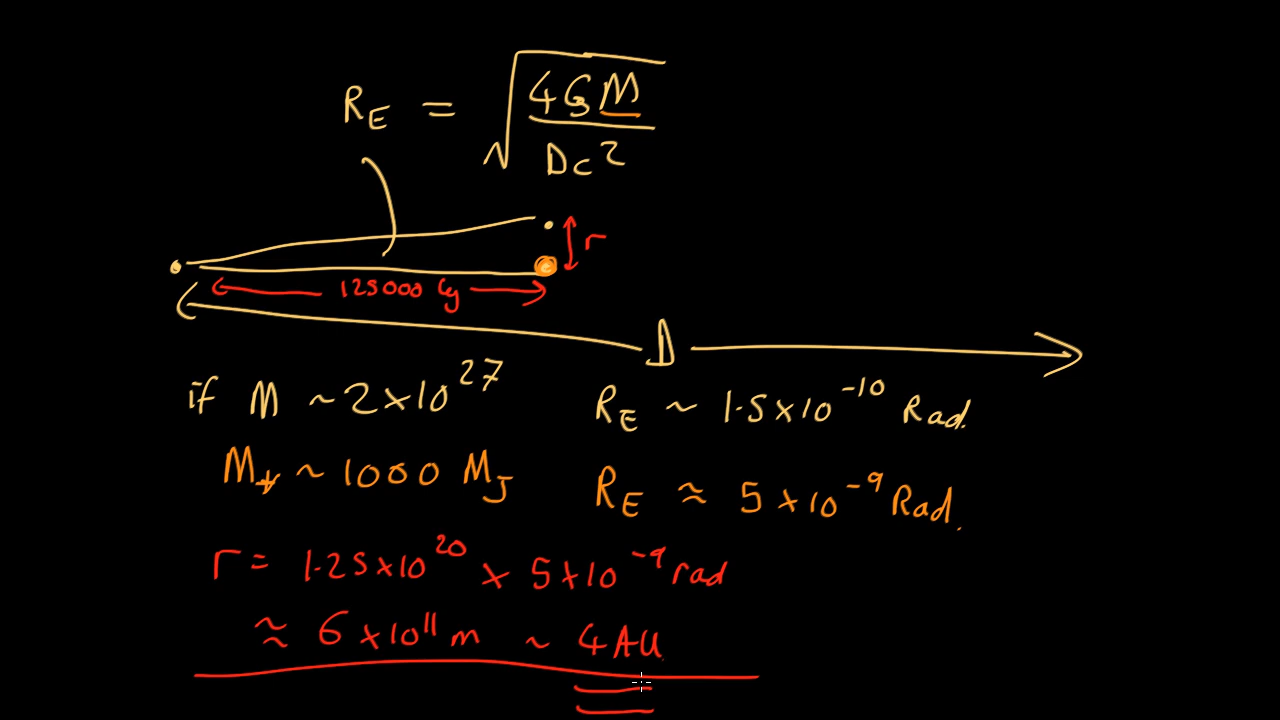 R_E = √(4GM / Dc²)
r
125000 ly
D
if M ~ 2×10^27 R_E ~ 1.5×10^-10 Rad.
M_* ~ 1000 M_J R_E ≈ 5×10^-9 Rad.
r = 1.25×10^20 × 5×10^-9 rad
≈ 6×10^11 m ~ 4AU